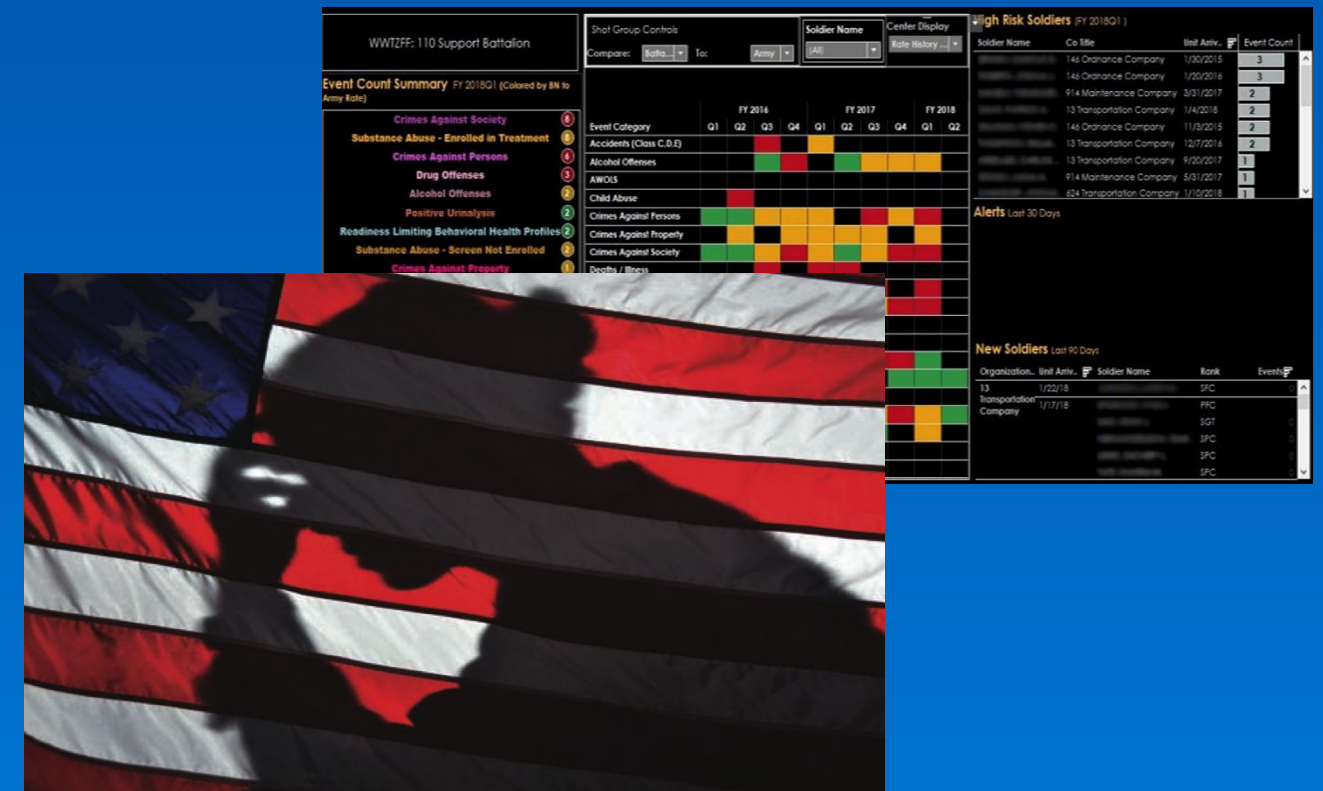 WWTZFF: 110 Support Battalion
Event Count Summary FY 2018Q1 (Colored by BN to
Army Rate)
Crimes Against Society 8
Substance Abuse - Enrolled in Treatment 8
Crimes Against Persons 6
Drug Offenses 3
Alcohol Offenses 2
Positive Urinalysis 2
Readiness Limiting Behavioral Health Profiles 2
Substance Abuse - Screen Not Enrolled 2
Crimes Against Property 1
Shot Group Controls
Compare: Batta... To: Army
Soldier Name
(All)
Center Display
Rate History ...
FY 2016 FY 2017 FY 2018
Event Category Q1 Q2 Q3 Q4 Q1 Q2 Q3 Q4 Q1 Q2
Accidents (Class C,D,E)
Alcohol Offenses
AWOLS
Child Abuse
Crimes Against Persons
Crimes Against Property
Crimes Against Society
Deaths / Illness
High Risk Soldiers (FY 2018Q1 )
Soldier Name Co Title Unit Arriv.. Event Count
146 Ordnance Company 1/30/2015 3
146 Ordnance Company 1/20/2016 3
914 Maintenance Company 3/31/2017 2
13 Transportation Company 1/4/2018 2
146 Ordnance Company 11/3/2015 2
13 Transportation Company 12/7/2016 2
13 Transportation Company 9/20/2017 1
914 Maintenance Company 5/31/2017 1
624 Transportation Company 1/10/2018 1
Alerts Last 30 Days
New Soldiers Last 90 Days
Organization.. Unit Arriv.. Soldier Name Rank Events
13 1/22/18 SFC
Transportation 1/17/18 PFC
Company
SGT
SPC
SPC
SPC